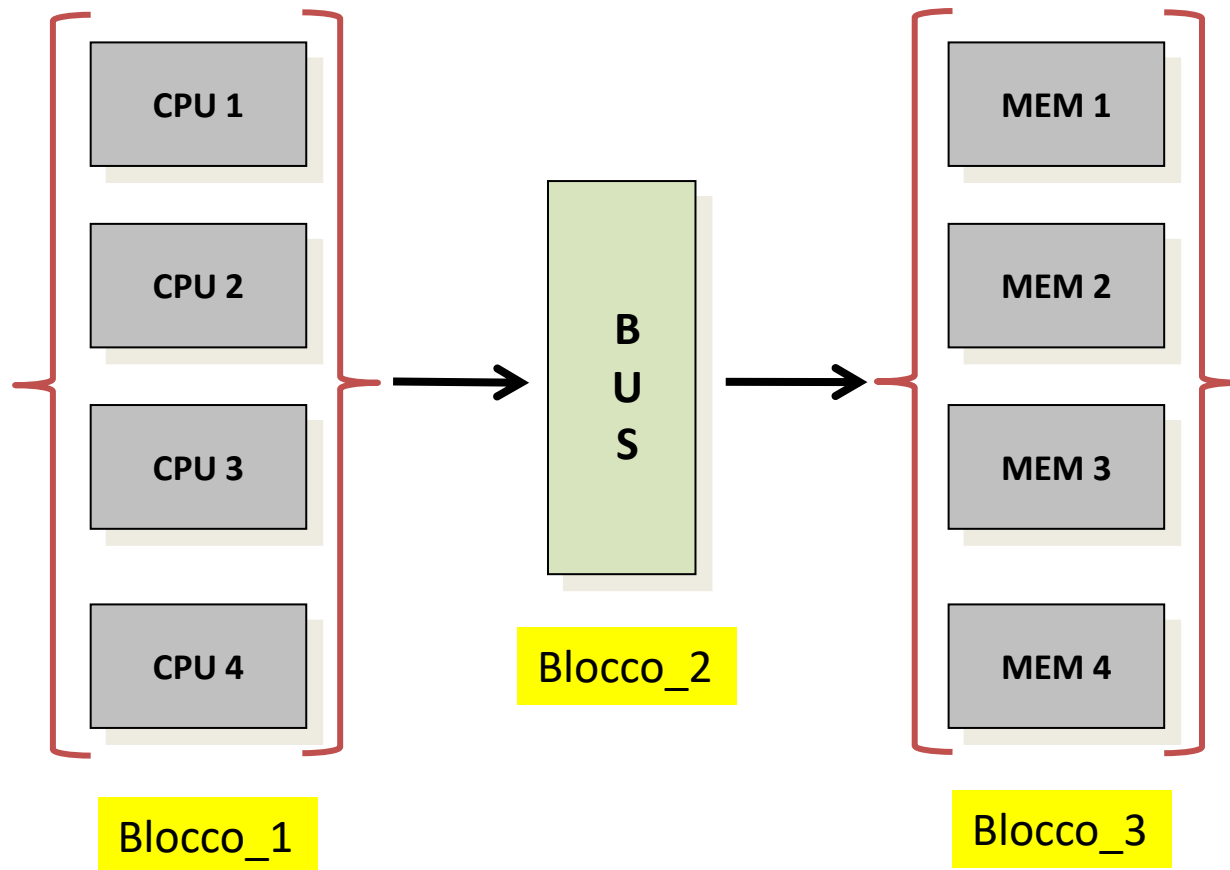 CPU 1
CPU 2
CPU 3
CPU 4
Blocco_1
B
U
S
Blocco_2
MEM 1
MEM 2
MEM 3
MEM 4
Blocco_3